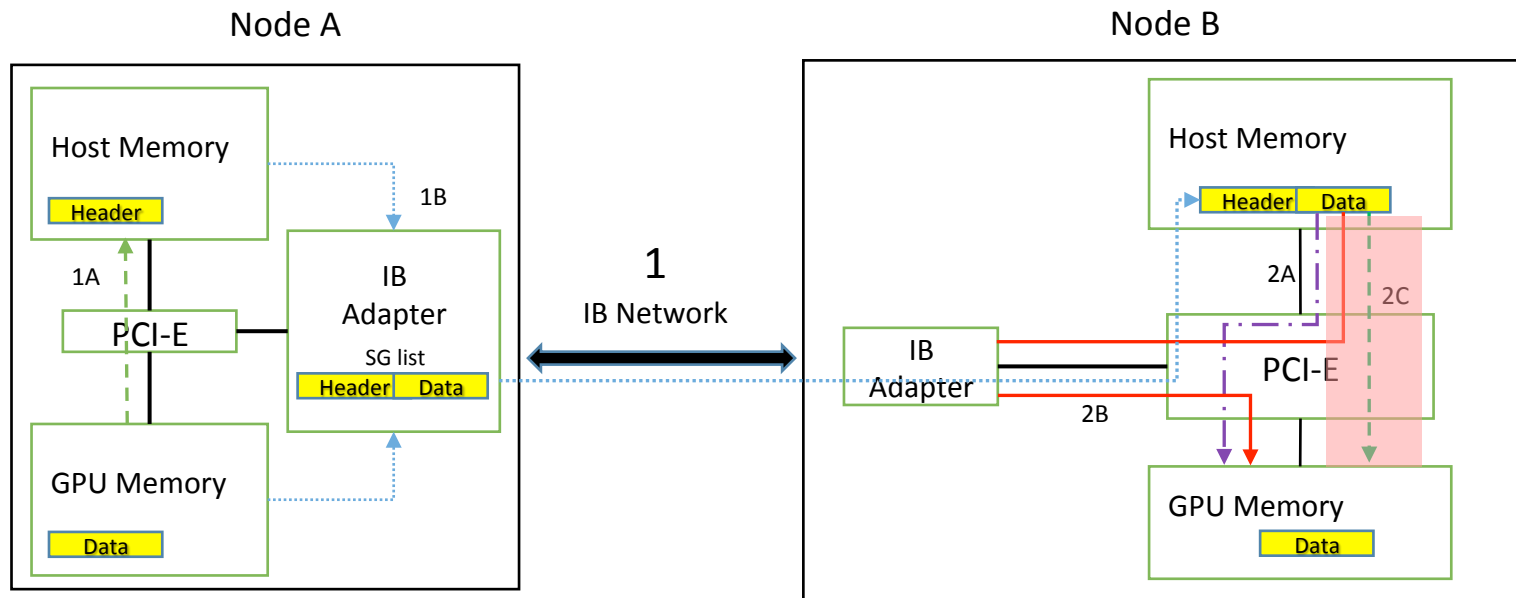 Node A
Node B
Host Memory
Header
1A
1B
PCI-E
IB
Adapter
SG list
Header
Data
GPU Memory
Data
1
IB Network
Host Memory
Header
Data
2A
2C
IB
Adapter
PCI-E
2B
GPU Memory
Data